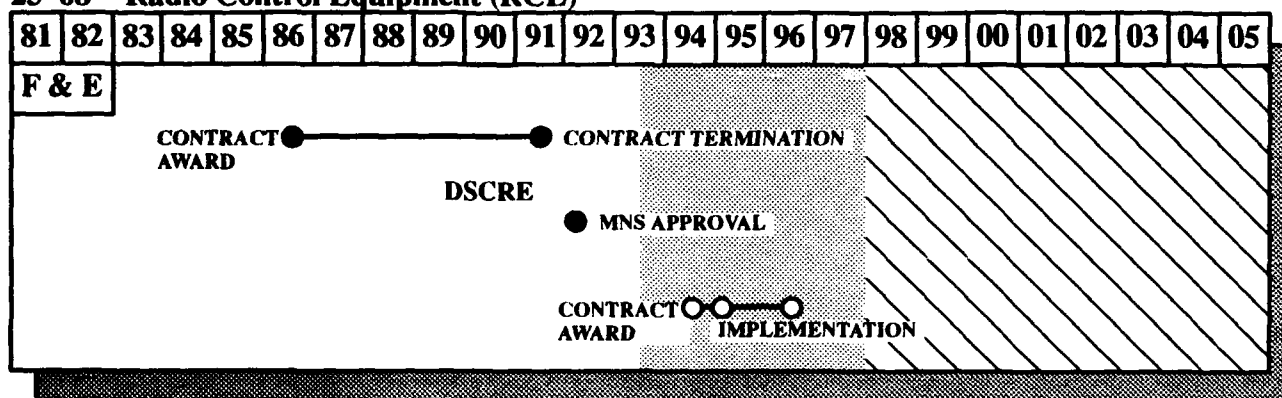 Radio Control Equipment (RCE)
81 82 83 84 85 86 87 88 89 90 91 92 93 94 95 96 97 98 99 00 01 02 03 04 05
F & E
CONTRACT AWARD
CONTRACT TERMINATION
DSCRE
MNS APPROVAL
CONTRACT AWARD
IMPLEMENTATION